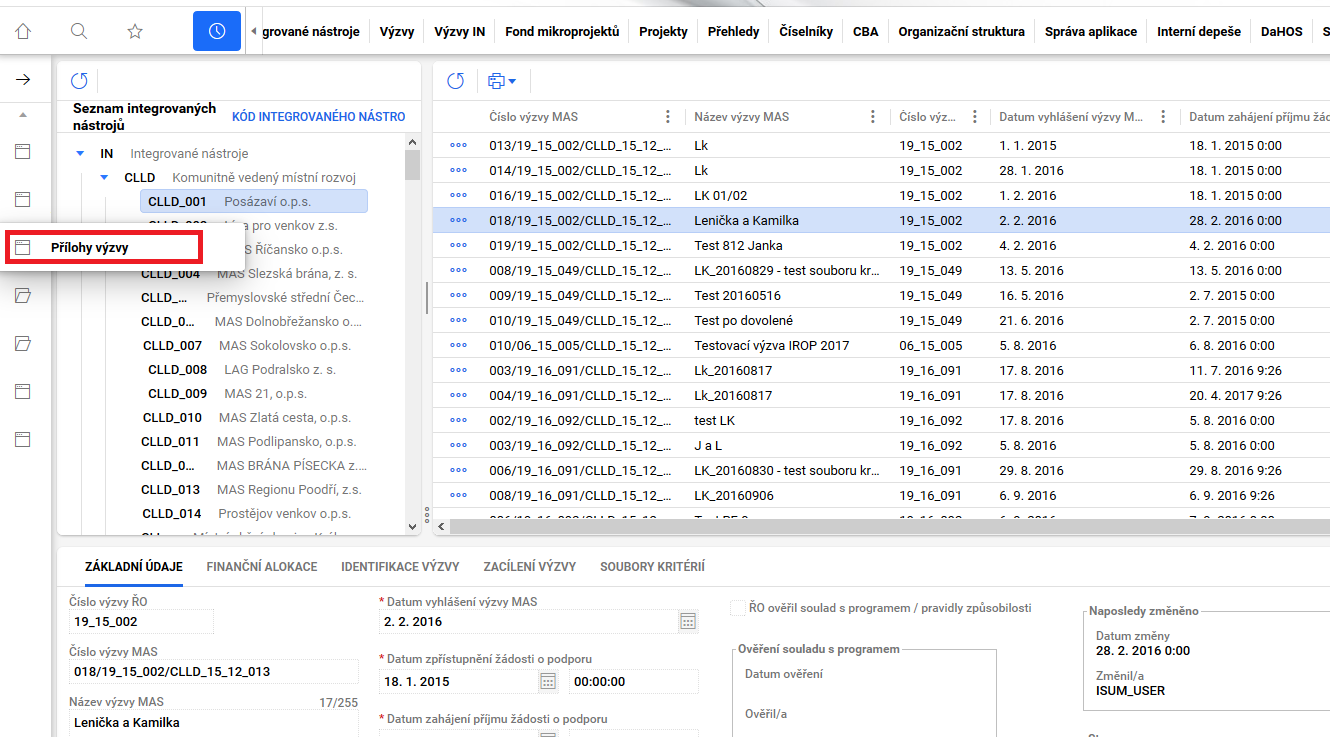 grované nástroje Výzvy Výzvy IN Fond mikroprojektů Projekty Přehledy Číselníky CBA Organizační struktura Správa aplikace Interní depeše DaHOS S
Seznam integrovaných nástrojů KÓD INTEGROVANÉHO NÁSTRO
IN Integrované nástroje
CLLD Komunitně vedený místní rozvoj
CLLD_001 Posázaví o.p.s.
pro venkov z.s.
Přílohy výzvy
S Říčansko o.p.s.
CLLD_004 MAS Slezská brána, z. s.
CLLD_... Přemyslovské střední Čec...
CLLD_0... MAS Dolnobřežansko o....
CLLD_007 MAS Sokolovsko o.p.s.
CLLD_008 LAG Podralsko z. s.
CLLD_009 MAS 21, o.p.s.
CLLD_010 MAS Zlatá cesta, o.p.s.
CLLD_011 MAS Podlipansko, o.p.s.
CLLD_0... MAS BRÁNA PÍSECKA z....
CLLD_013 MAS Regionu Poodří, z.s.
CLLD_014 Prostějov venkov o.p.s.
Číslo výzvy MAS Název výzvy MAS Číslo výz... Datum vyhlášení výzvy M... Datum zahájení příjmu žád
013/19_15_002/CLLD_15_12_... Lk 19_15_002 1. 1. 2015 18. 1. 2015 0:00
014/19_15_002/CLLD_15_12_... Lk 19_15_002 28. 1. 2016 18. 1. 2015 0:00
016/19_15_002/CLLD_15_12_... LK 01/02 19_15_002 1. 2. 2016 18. 1. 2015 0:00
018/19_15_002/CLLD_15_12_... Lenička a Kamilka 19_15_002 2. 2. 2016 28. 2. 2016 0:00
019/19_15_002/CLLD_15_12_... Test 812 Janka 19_15_002 4. 2. 2016 4. 2. 2016 0:00
008/19_15_049/CLLD_15_12_... LK_20160829 - test souboru kr... 19_15_049 13. 5. 2016 13. 5. 2016 0:00
009/19_15_049/CLLD_15_12_... Test 20160516 19_15_049 16. 5. 2016 2. 7. 2015 0:00
010/19_15_049/CLLD_15_12_... Test po dovolené 19_15_049 21. 6. 2016 2. 7. 2015 0:00
010/06_15_005/CLLD_15_12_... Testovací výzva IROP 2017 06_15_005 5. 8. 2016 6. 8. 2016 0:00
003/19_16_091/CLLD_15_12_... Lk_20160817 19_16_091 17. 8. 2016 11. 7. 2016 9:26
004/19_16_091/CLLD_15_12_... Lk_20160817 19_16_091 17. 8. 2016 20. 4. 2017 9:26
002/19_16_092/CLLD_15_12_... test LK 19_16_092 17. 8. 2016 5. 8. 2016 0:00
003/19_16_092/CLLD_15_12_... J a L 19_16_092 5. 8. 2016 5. 8. 2016 0:00
006/19_16_091/CLLD_15_12_... LK_20160830 - test souboru kr... 19_16_091 29. 8. 2016 29. 8. 2016 9:26
008/19_16_091/CLLD_15_12_... LK_20160906 19_16_091 6. 9. 2016 6. 9. 2016 9:26
ZÁKLADNÍ ÚDAJE FINANČNÍ ALOKACE IDENTIFIKACE VÝZVY ZACÍLENÍ VÝZVY SOUBORY KRITÉRIÍ
Číslo výzvy ŘO
19_15_002
Číslo výzvy MAS
018/19_15_002/CLLD_15_12_013
Název výzvy MAS 17/255
Lenička a Kamilka
* Datum vyhlášení výzvy MAS
2. 2. 2016
* Datum zpřístupnění žádosti o podporu
18. 1. 2015 00:00:00
* Datum zahájení příjmu žádosti o podporu
ŘO ověřil soulad s programem / pravidly způsobilosti
Ověření souladu s programem
Datum ověření
Ověřil/a
Naposledy změněno
Datum změny
28. 2. 2016 0:00
Změnil/a
ISUM_USER